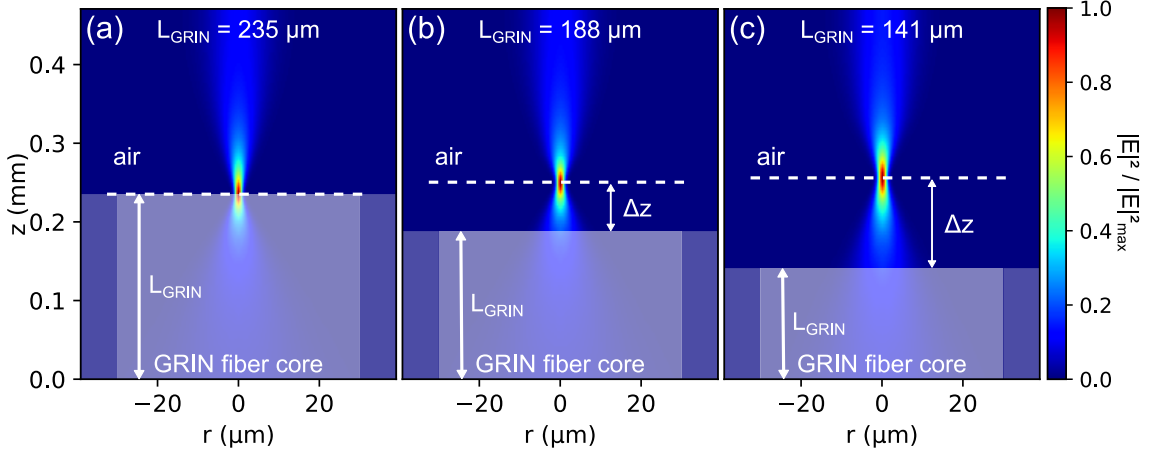 (a) L_GRIN = 235 µm
(b) L_GRIN = 188 µm
(c) L_GRIN = 141 µm
1.0
0.8
0.6
0.4
0.2
0.0
|E|² / |E|²max
0.4
0.3
0.2
0.1
0.0
z (mm)
air
L_GRIN
GRIN fiber core
−20 0 20
r (µm)
air
Δz
L_GRIN
GRIN fiber core
−20 0 20
r (µm)
air
Δz
L_GRIN
GRIN fiber core
−20 0 20
r (µm)